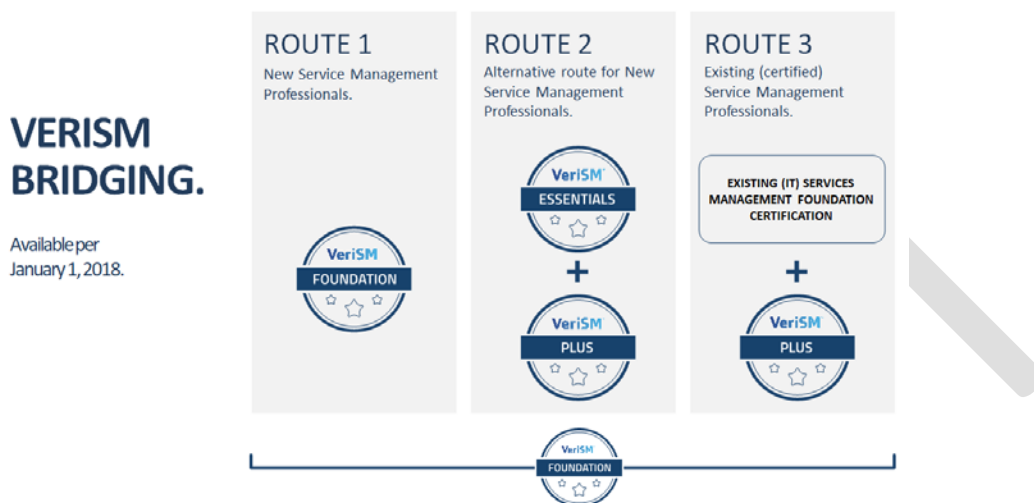 VERISM
BRIDGING.
Available per
January 1, 2018.
ROUTE 1
New Service Management
Professionals.
VeriSM
FOUNDATION
ROUTE 2
Alternative route for New
Service Management
Professionals.
VeriSM
ESSENTIALS
+
VeriSM
PLUS
ROUTE 3
Existing (certified)
Service Management
Professionals.
EXISTING (IT) SERVICES
MANAGEMENT FOUNDATION
CERTIFICATION
+
VeriSM
PLUS
VeriSM
FOUNDATION